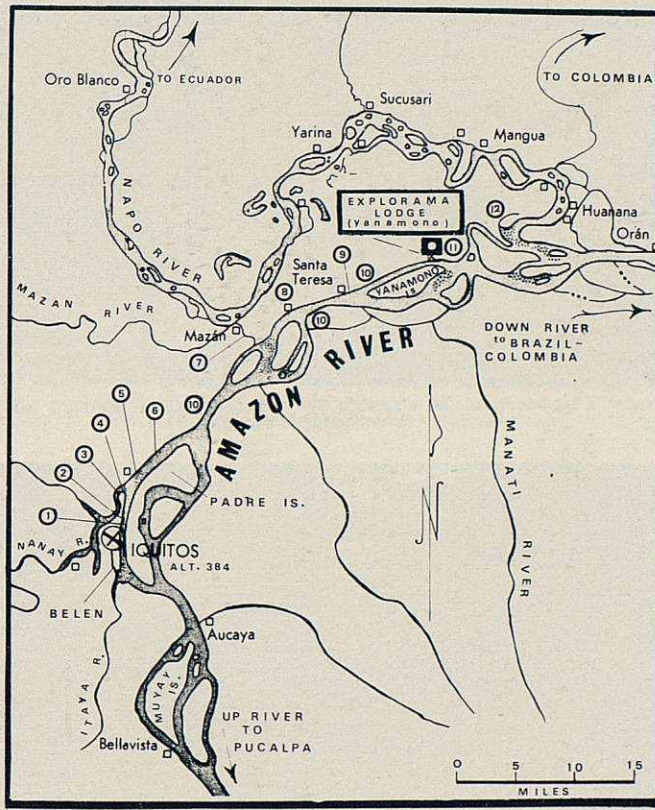 Oro Blanco
TO ECUADOR
TO COLOMBIA
Sucusari
Yarina
Mangua
NAPO RIVER
EXPLORAMA
LODGE
(yanamono)
12
Huanana
Orán
11
Santa
Teresa
9
10
YANAMONO
IS.
MAZAN RIVER
8
Mazán
10
7
DOWN RIVER
to BRAZIL-
COLOMBIA
AMAZON RIVER
10
5
6
4
3
MANATI
RIVER
2
PADRE IS.
1
N
NANAY R.
IQUITOS
ALT. 384
BELEN
Aucaya
ITAYA R.
MUYAY
IS.
UP RIVER
TO
PUCALPA
Bellavista
0 5 10 15
MILES